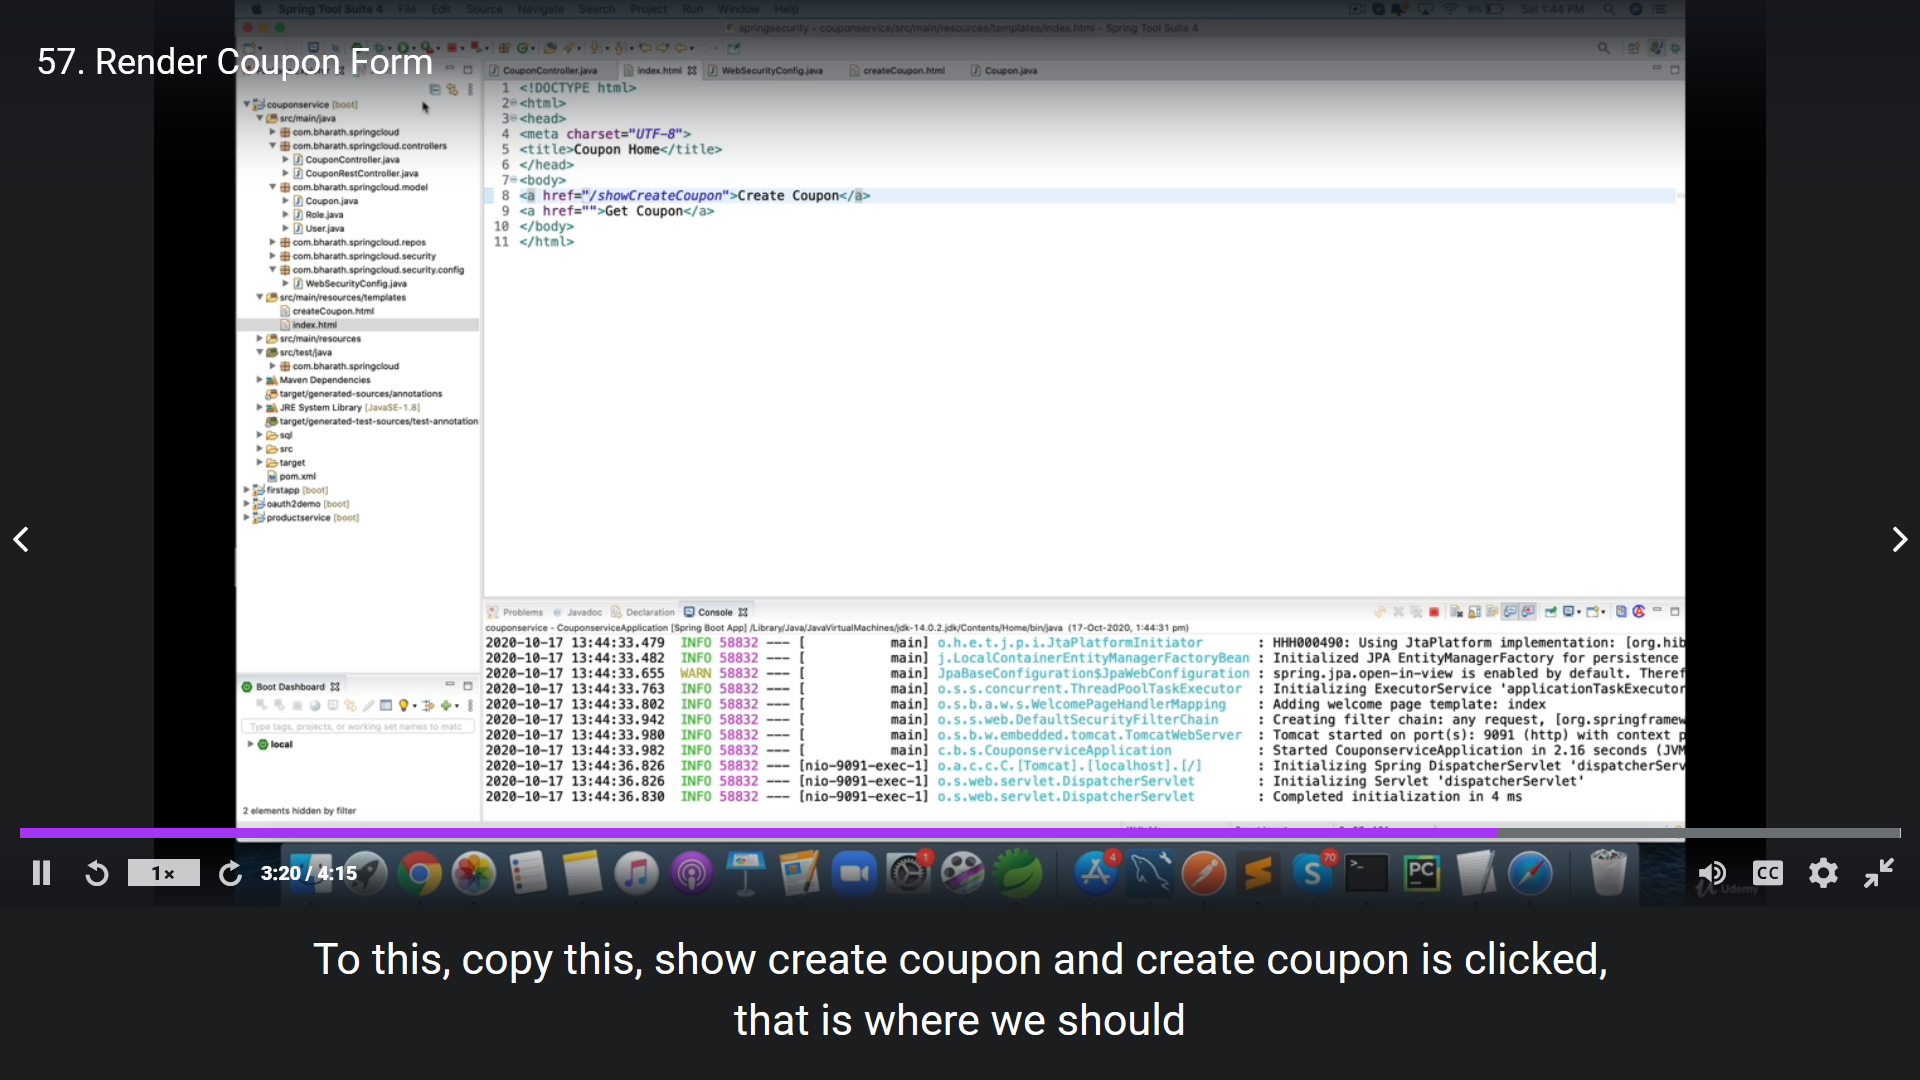 Spring Tool Suite 4 File Edit Source Navigate Search Project Run Window Help
8% Sat 1:44 PM
springsecurity - couponservice/src/main/resources/templates/index.html - Spring Tool Suite 4
57. Render Coupon Form
CouponController.java index.html WebSecurityConfig.java createCoupon.html Coupon.java
couponservice [boot]
src/main/java
com.bharath.springcloud
com.bharath.springcloud.controllers
CouponController.java
CouponRestController.java
com.bharath.springcloud.model
Coupon.java
Role.java
User.java
com.bharath.springcloud.repos
com.bharath.springcloud.security
com.bharath.springcloud.security.config
WebSecurityConfig.java
src/main/resources/templates
createCoupon.html
index.html
src/main/resources
src/test/java
com.bharath.springcloud
Maven Dependencies
target/generated-sources/annotations
JRE System Library [JavaSE-1.8]
target/generated-test-sources/test-annotation
sql
src
target
pom.xml
firstapp [boot]
oauth2demo [boot]
productservice [boot]
1 <!DOCTYPE html>
2 <html>
3 <head>
4 <meta charset="UTF-8">
5 <title>Coupon Home</title>
6 </head>
7 <body>
8 <a href="/showCreateCoupon">Create Coupon</a>
9 <a href="">Get Coupon</a>
10 </body>
11 </html>
Boot Dashboard
Type tags, projects, or working set names to matc
local
2 elements hidden by filter
Problems Javadoc Declaration Console
couponservice - CouponserviceApplication [Spring Boot App] /Library/Java/JavaVirtualMachines/jdk-14.0.2.jdk/Contents/Home/bin/java (17-Oct-2020, 1:44:31 pm)
2020-10-17 13:44:33.479 INFO 58832 --- [ main] o.h.e.t.j.p.i.JtaPlatformInitiator : HHH000490: Using JtaPlatform implementation: [org.hib
2020-10-17 13:44:33.482 INFO 58832 --- [ main] j.LocalContainerEntityManagerFactoryBean : Initialized JPA EntityManagerFactory for persistence
2020-10-17 13:44:33.655 WARN 58832 --- [ main] JpaBaseConfiguration$JpaWebConfiguration : spring.jpa.open-in-view is enabled by default. Theref
2020-10-17 13:44:33.763 INFO 58832 --- [ main] o.s.s.concurrent.ThreadPoolTaskExecutor : Initializing ExecutorService 'applicationTaskExecutor
2020-10-17 13:44:33.802 INFO 58832 --- [ main] o.s.b.a.w.s.WelcomePageHandlerMapping : Adding welcome page template: index
2020-10-17 13:44:33.942 INFO 58832 --- [ main] o.s.s.web.DefaultSecurityFilterChain : Creating filter chain: any request, [org.springframew
2020-10-17 13:44:33.980 INFO 58832 --- [ main] o.s.b.w.embedded.tomcat.TomcatWebServer : Tomcat started on port(s): 9091 (http) with context p
2020-10-17 13:44:33.982 INFO 58832 --- [ main] c.b.s.CouponserviceApplication : Started CouponserviceApplication in 2.16 seconds (JVM
2020-10-17 13:44:36.826 INFO 58832 --- [nio-9091-exec-1] o.a.c.c.C.[Tomcat].[localhost].[/] : Initializing Spring DispatcherServlet 'dispatcherServ
2020-10-17 13:44:36.826 INFO 58832 --- [nio-9091-exec-1] o.s.web.servlet.DispatcherServlet : Initializing Servlet 'dispatcherServlet'
2020-10-17 13:44:36.830 INFO 58832 --- [nio-9091-exec-1] o.s.web.servlet.DispatcherServlet : Completed initialization in 4 ms
1x 3:20 / 4:15
1 4 70 PC CC
Udemy
To this, copy this, show create coupon and create coupon is clicked,
that is where we should